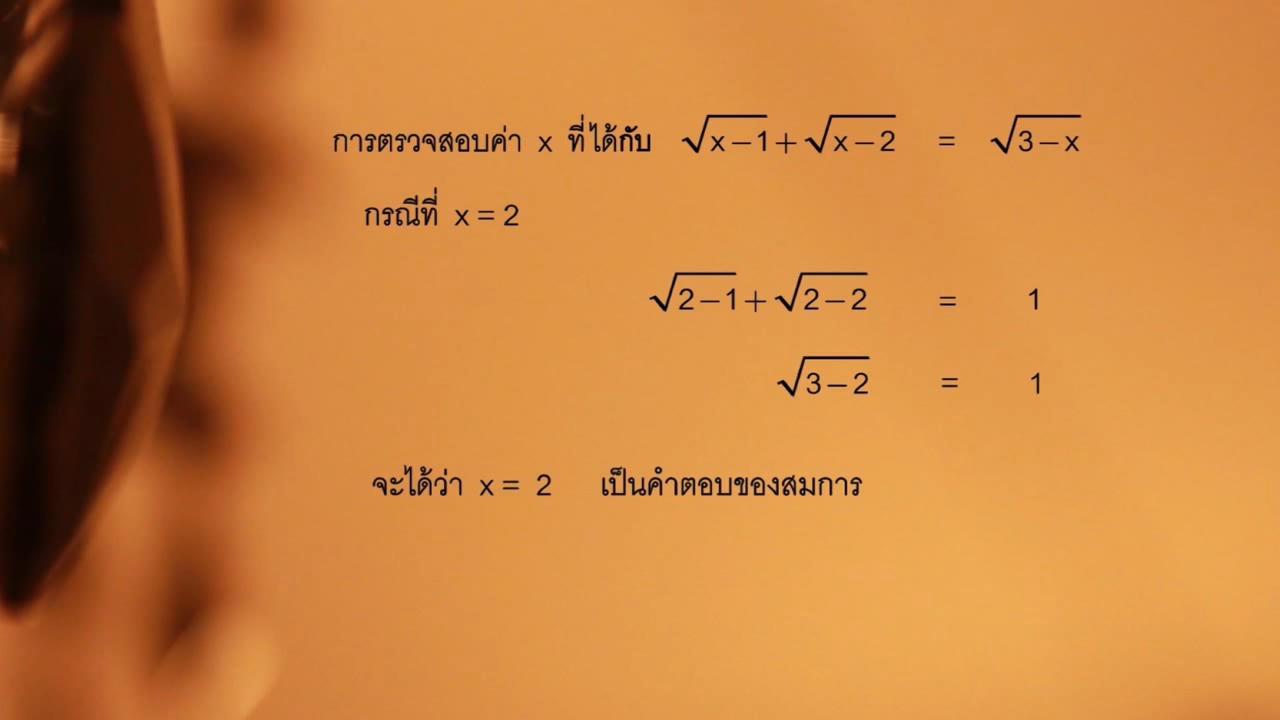 การตรวจสอบค่า x ที่ได้กับ √(x−1) + √(x−2) = √(3−x)
กรณีที่ x = 2
√(2−1) + √(2−2) = 1
√(3−2) = 1
จะได้ว่า x = 2 เป็นคำตอบของสมการ